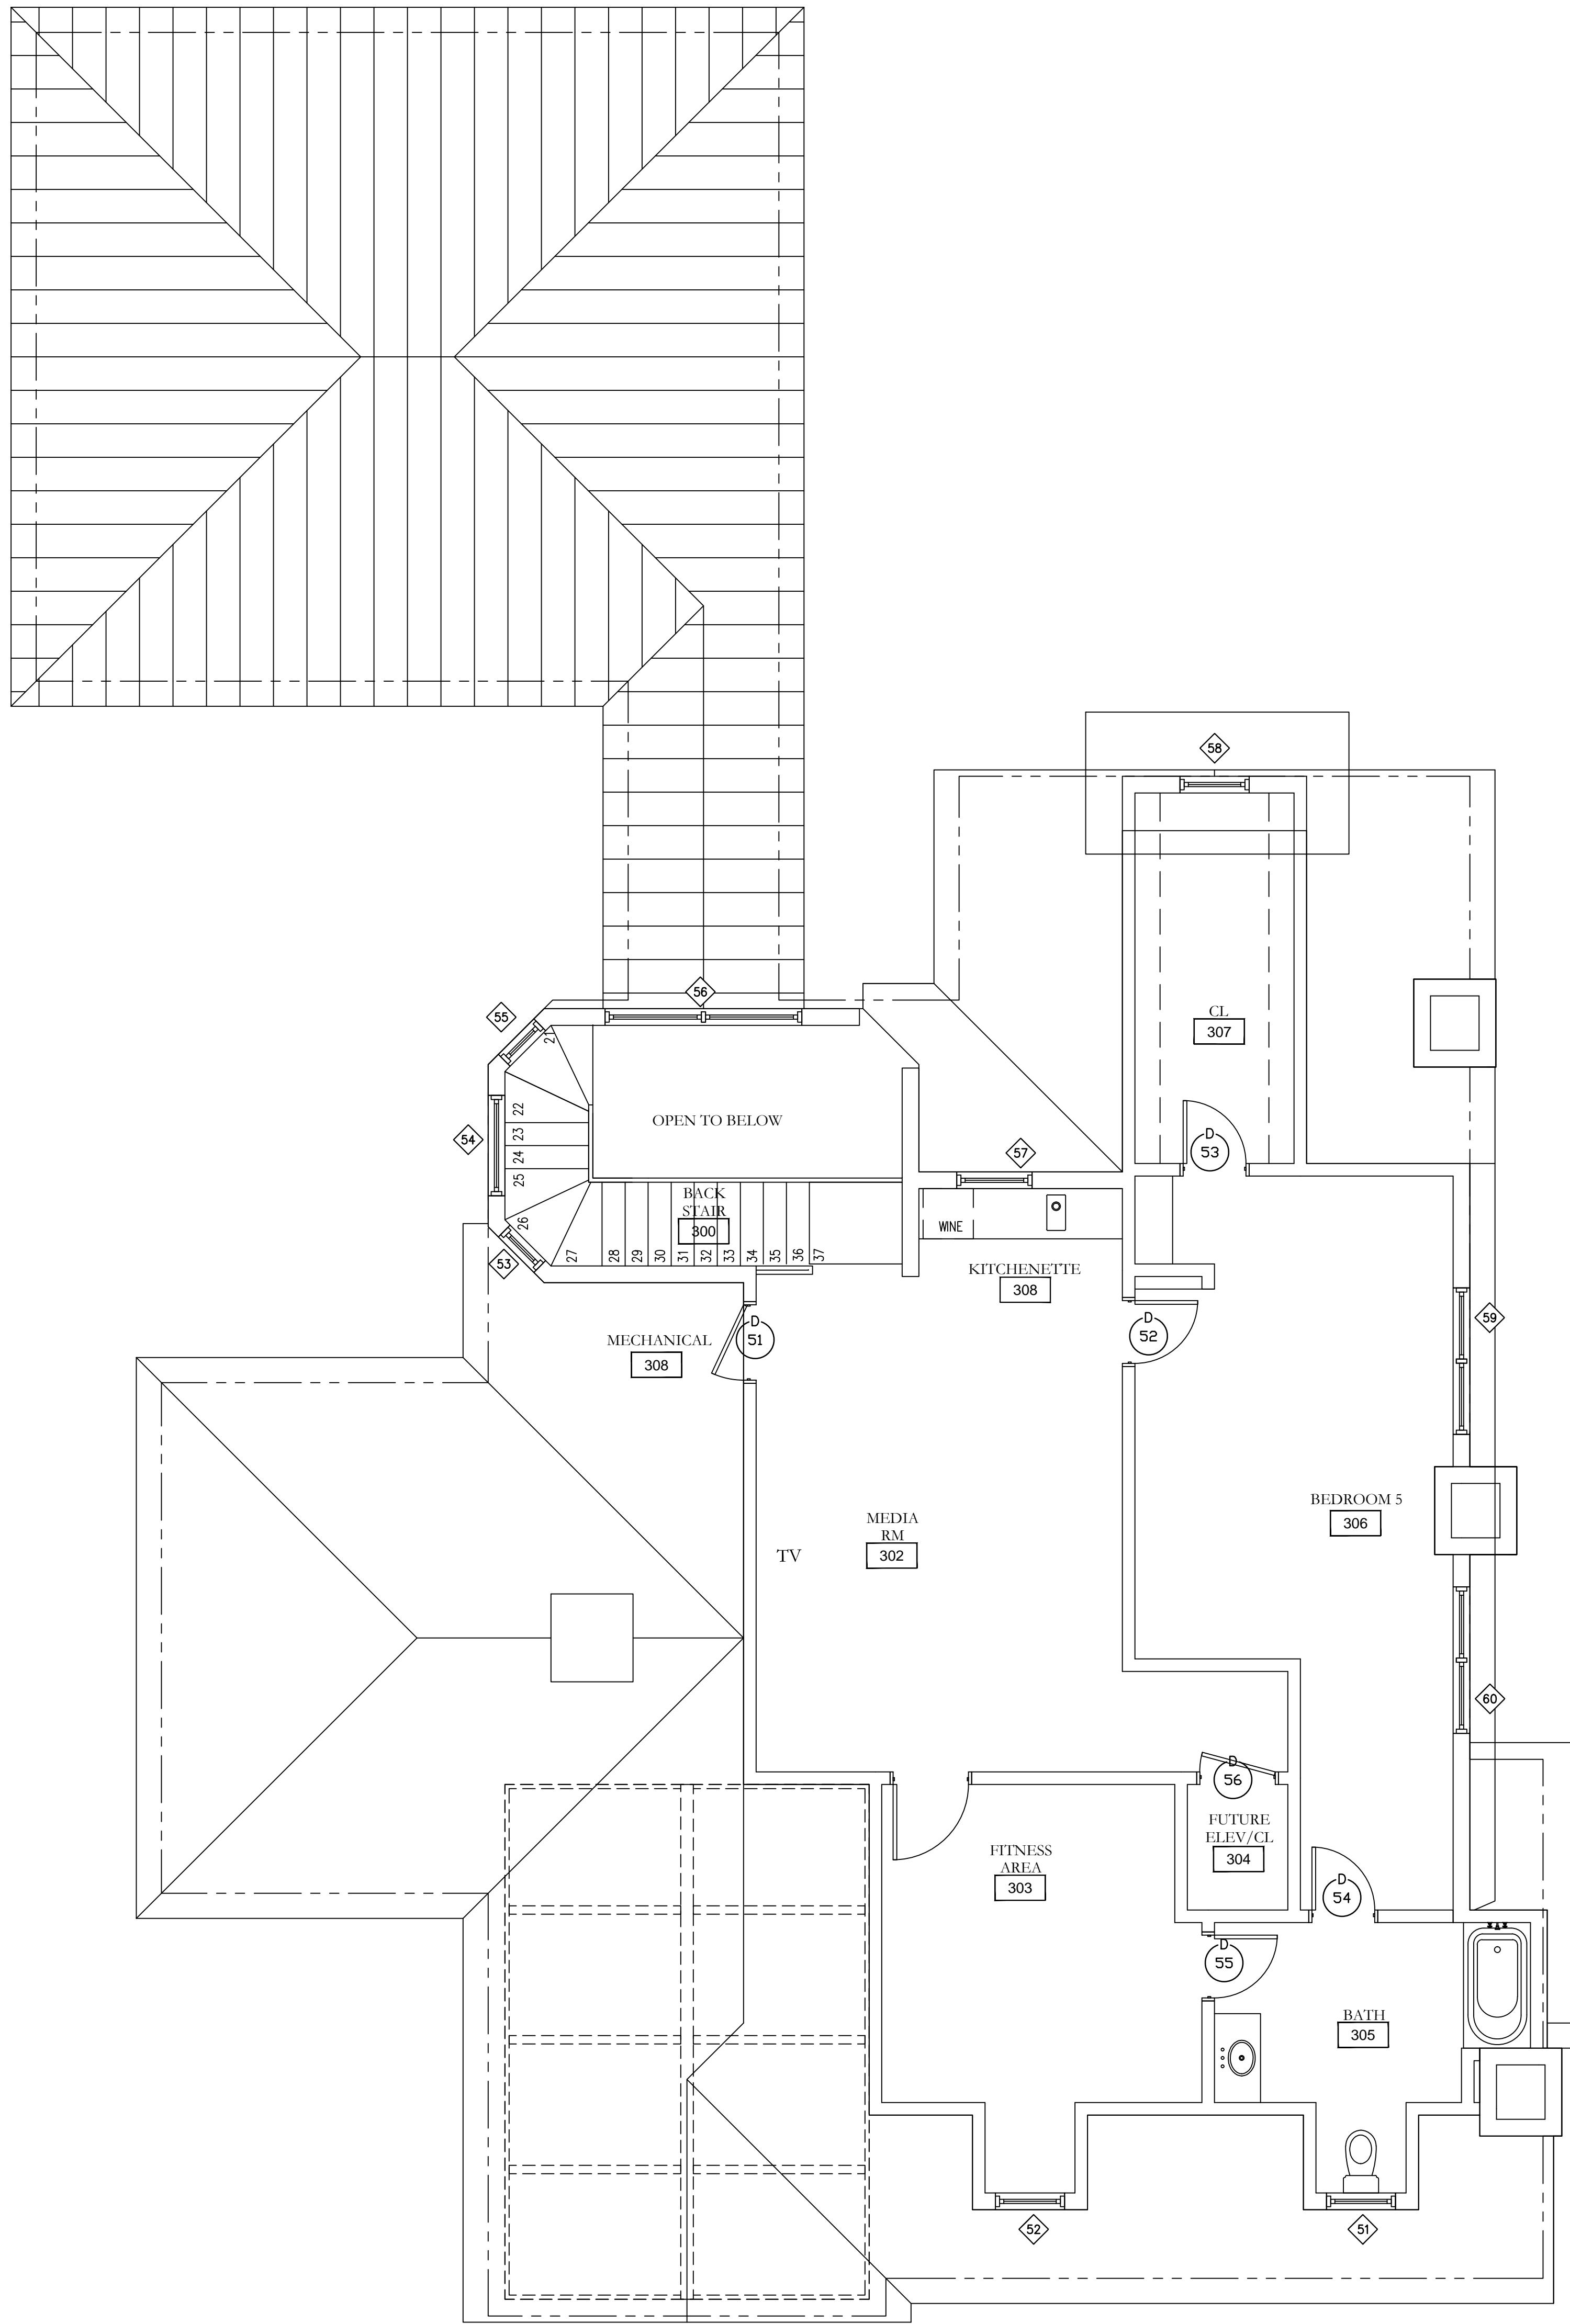 58
56
55
CL
307
21
OPEN TO BELOW
22
23
24
25
26
54
D
53
57
BACK
STAIR
300
WINE
27
28
29
30
31
32
33
34
35
36
37
53
KITCHENETTE
308
59
D
51
D
52
MECHANICAL
308
BEDROOM 5
306
MEDIA
RM
302
TV
60
D
56
FUTURE
ELEV/CL
304
FITNESS
AREA
303
D
54
D
55
BATH
305
52
51